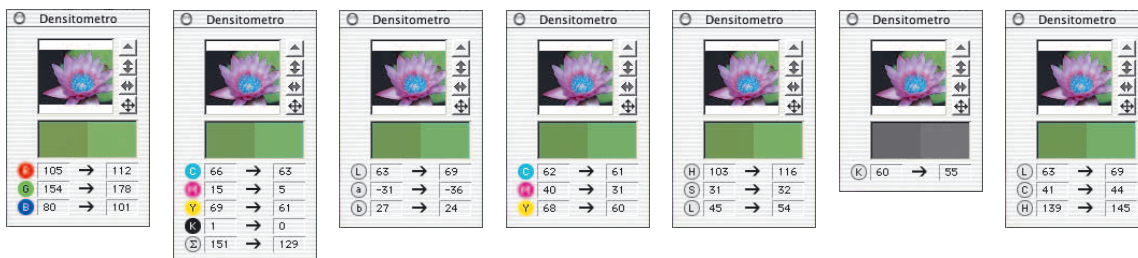 Densitometro
R 105 → 112
G 154 → 178
B 80 → 101
Densitometro
C 66 → 63
M 15 → 5
Y 69 → 61
K 1 → 0
Σ 151 → 129
Densitometro
L 63 → 69
a -31 → -36
b 27 → 24
Densitometro
C 62 → 61
M 40 → 31
Y 68 → 60
Densitometro
H 103 → 116
S 31 → 32
L 45 → 54
Densitometro
K 60 → 55
Densitometro
L 63 → 69
C 41 → 44
H 139 → 145